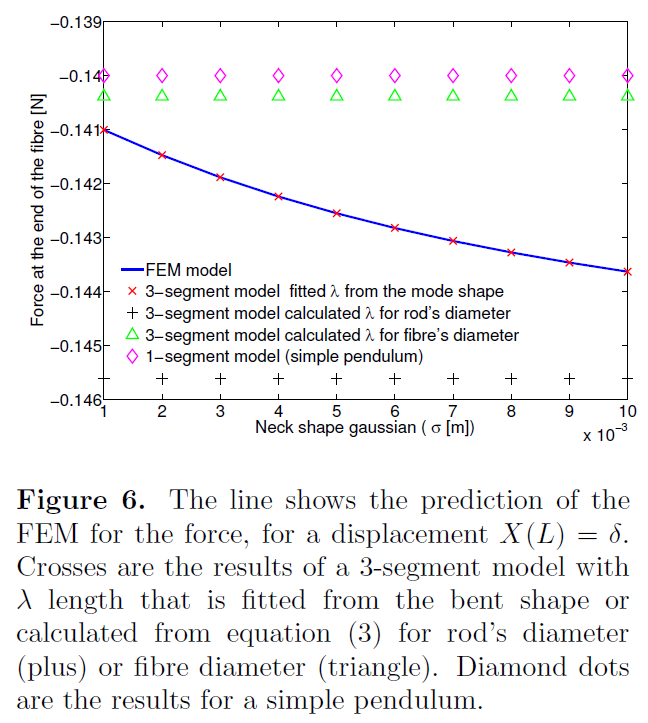 −0.139
−0.14
−0.141
−0.142
−0.143
−0.144
−0.145
−0.146
Force at the end of the fibre [N]
FEM model
3−segment model fitted λ from the mode shape
3−segment model calculated λ for rod's diameter
3−segment model calculated λ for fibre's diameter
1−segment model (simple pendulum)
1 2 3 4 5 6 7 8 9 10
Neck shape gaussian ( σ [m])
x 10⁻³
Figure 6. The line shows the prediction of the
FEM for the force, for a displacement X(L) = δ.
Crosses are the results of a 3-segment model with
λ length that is fitted from the bent shape or
calculated from equation (3) for rod's diameter
(plus) or fibre diameter (triangle). Diamond dots
are the results for a simple pendulum.